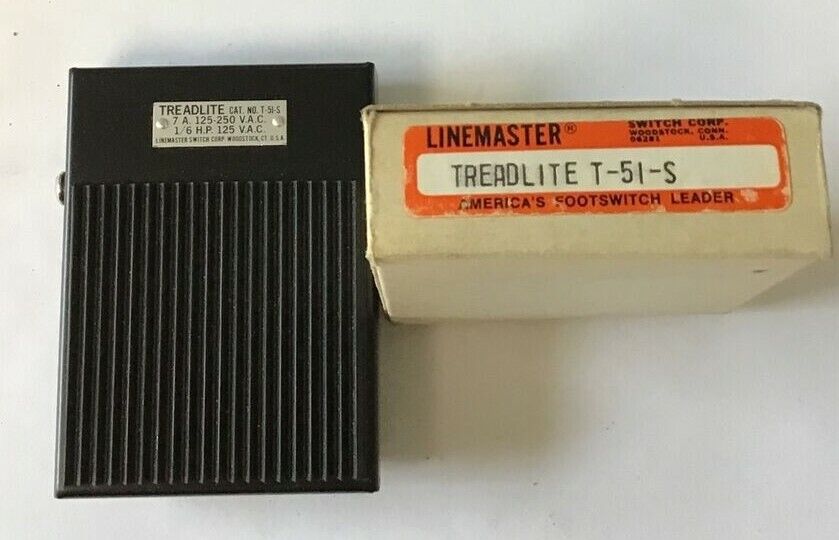 TREADLITE CAT. NO. T-51-S
7 A. 125-250 V.A.C.
1/6 H.P. 125 V.A.C.
LINEMASTER SWITCH CORP. WOODSTOCK, CT. U.S.A.
LINEMASTER® SWITCH CORP.
WOODSTOCK, CONN.
06281 U.S.A.
TREADLITE T-51-S
AMERICA'S FOOTSWITCH LEADER